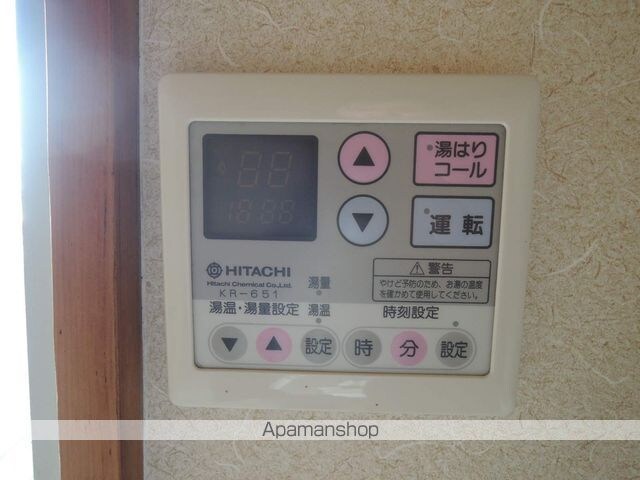 湯はり
コール
運転
HITACHI
Hitachi Chemical Co.,Ltd.
KR-651
湯量
警告
やけど予防のため、お湯の温度
を確かめて使用してください。
湯温・湯量設定 湯温
時刻設定
設定
時
分
設定
Apamanshop